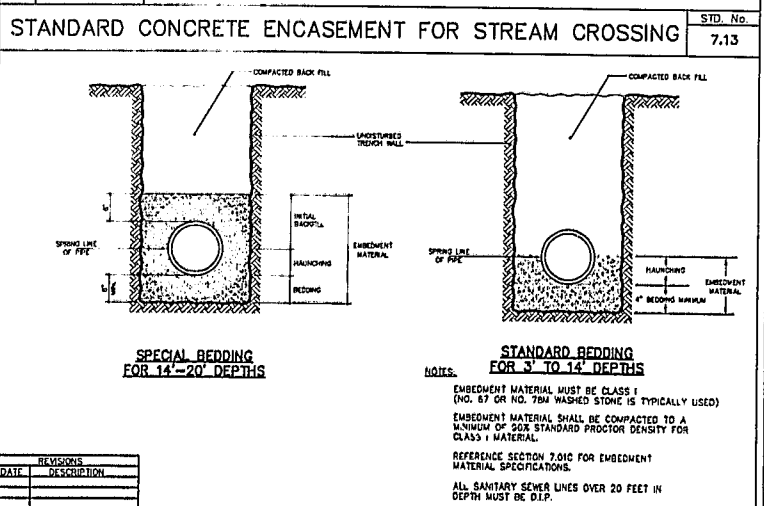 STANDARD CONCRETE ENCASEMENT FOR STREAM CROSSING
STD. No.
7.13
COMPACTED BACK FILL
COMPACTED BACK FILL
UNDISTURBED
TRENCH WALL
6"
INITIAL
BACKFILL
SPRING LINE
OF PIPE
EMBEDMENT
MATERIAL
HAUNCHING
6"
MIN.
BEDDING
SPRING LINE
OF PIPE
HAUNCHING
EMBEDMENT
MATERIAL
4" BEDDING MINIMUM
SPECIAL BEDDING
FOR 14'-20' DEPTHS
STANDARD BEDDING
FOR 3' TO 14' DEPTHS
NOTES:
EMBEDMENT MATERIAL MUST BE CLASS I
(NO. 67 OR NO. 78M WASHED STONE IS TYPICALLY USED)
EMBEDMENT MATERIAL SHALL BE COMPACTED TO A
MINIMUM OF 90% STANDARD PROCTOR DENSITY FOR
CLASS I MATERIAL.
REFERENCE SECTION 7.01C FOR EMBEDMENT
MATERIAL SPECIFICATIONS.
ALL SANITARY SEWER LINES OVER 20 FEET IN
DEPTH MUST BE D.I.P.
REVISIONS
DATE DESCRIPTION